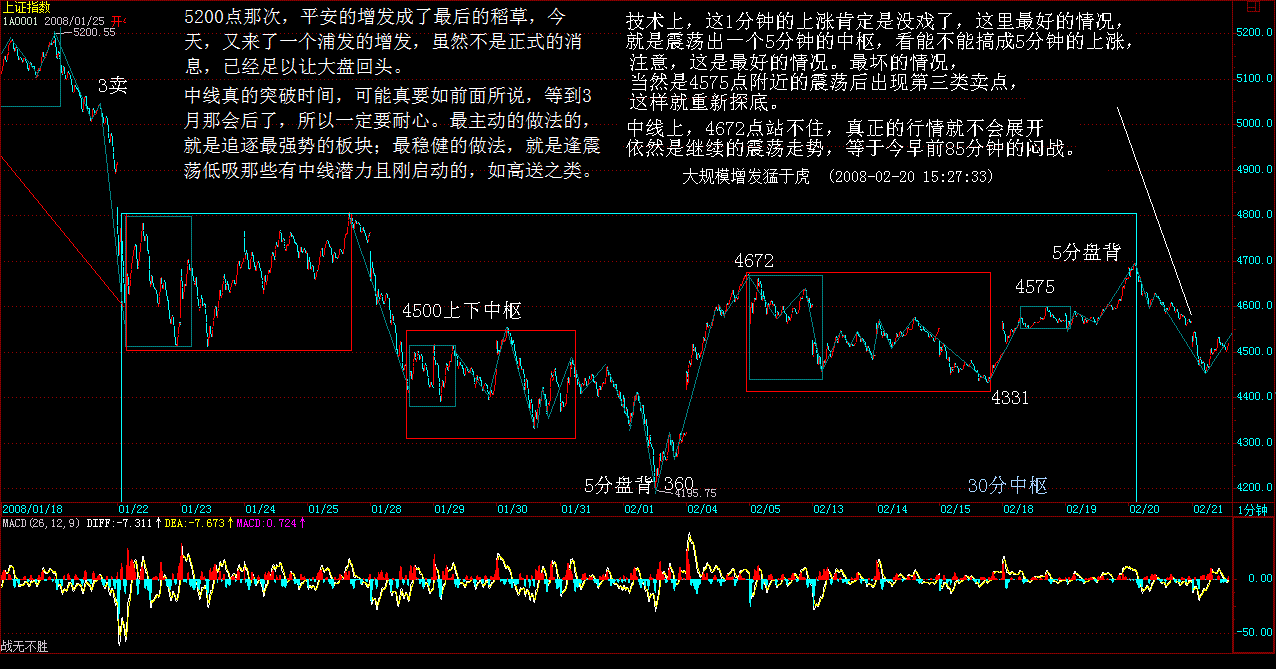 上证指数
1A0001 2008/01/25 开
5200.55
3卖
5200点那次，平安的增发成了最后的稻草，今
天，又来了一个浦发的增发，虽然不是正式的消
息，已经足以让大盘回头。
中线真的突破时间，可能真要如前面所说，等到3
月那会后了，所以一定要耐心。最主动的做法的，
就是追逐最强势的板块；最稳健的做法，就是逢震
荡低吸那些有中线潜力且刚启动的，如高送之类。
技术上，这1分钟的上涨肯定是没戏了，这里最好的情况，
就是震荡出一个5分钟的中枢，看能不能搞成5分钟的上涨，
注意，这是最好的情况。最坏的情况，
当然是4575点附近的震荡后出现第三类卖点，
这样就重新探底。
中线上，4672点站不住，真正的行情就不会展开
依然是继续的震荡走势，等于今早前85分钟的闷战。
大规模增发猛于虎 （2008-02-20 15:27:33）
4500上下中枢
5分盘背
360
4195.75
4672
4331
4575
5分盘背
30分中枢
5200.0
5100.0
5000.0
4900.0
4800.0
4700.0
4600.0
4500.0
4400.0
4300.0
4200.0
2008/01/18 01/22 01/23 01/24 01/25 01/28 01/29 01/30 01/31 02/01 02/04 02/05 02/13 02/14 02/15 02/18 02/19 02/20 02/21 1分钟
MACD(26,12,9) DIFF:-7.311↑DEA:-7.673↑MACD:0.724↑
0.00
-50.00
战无不胜